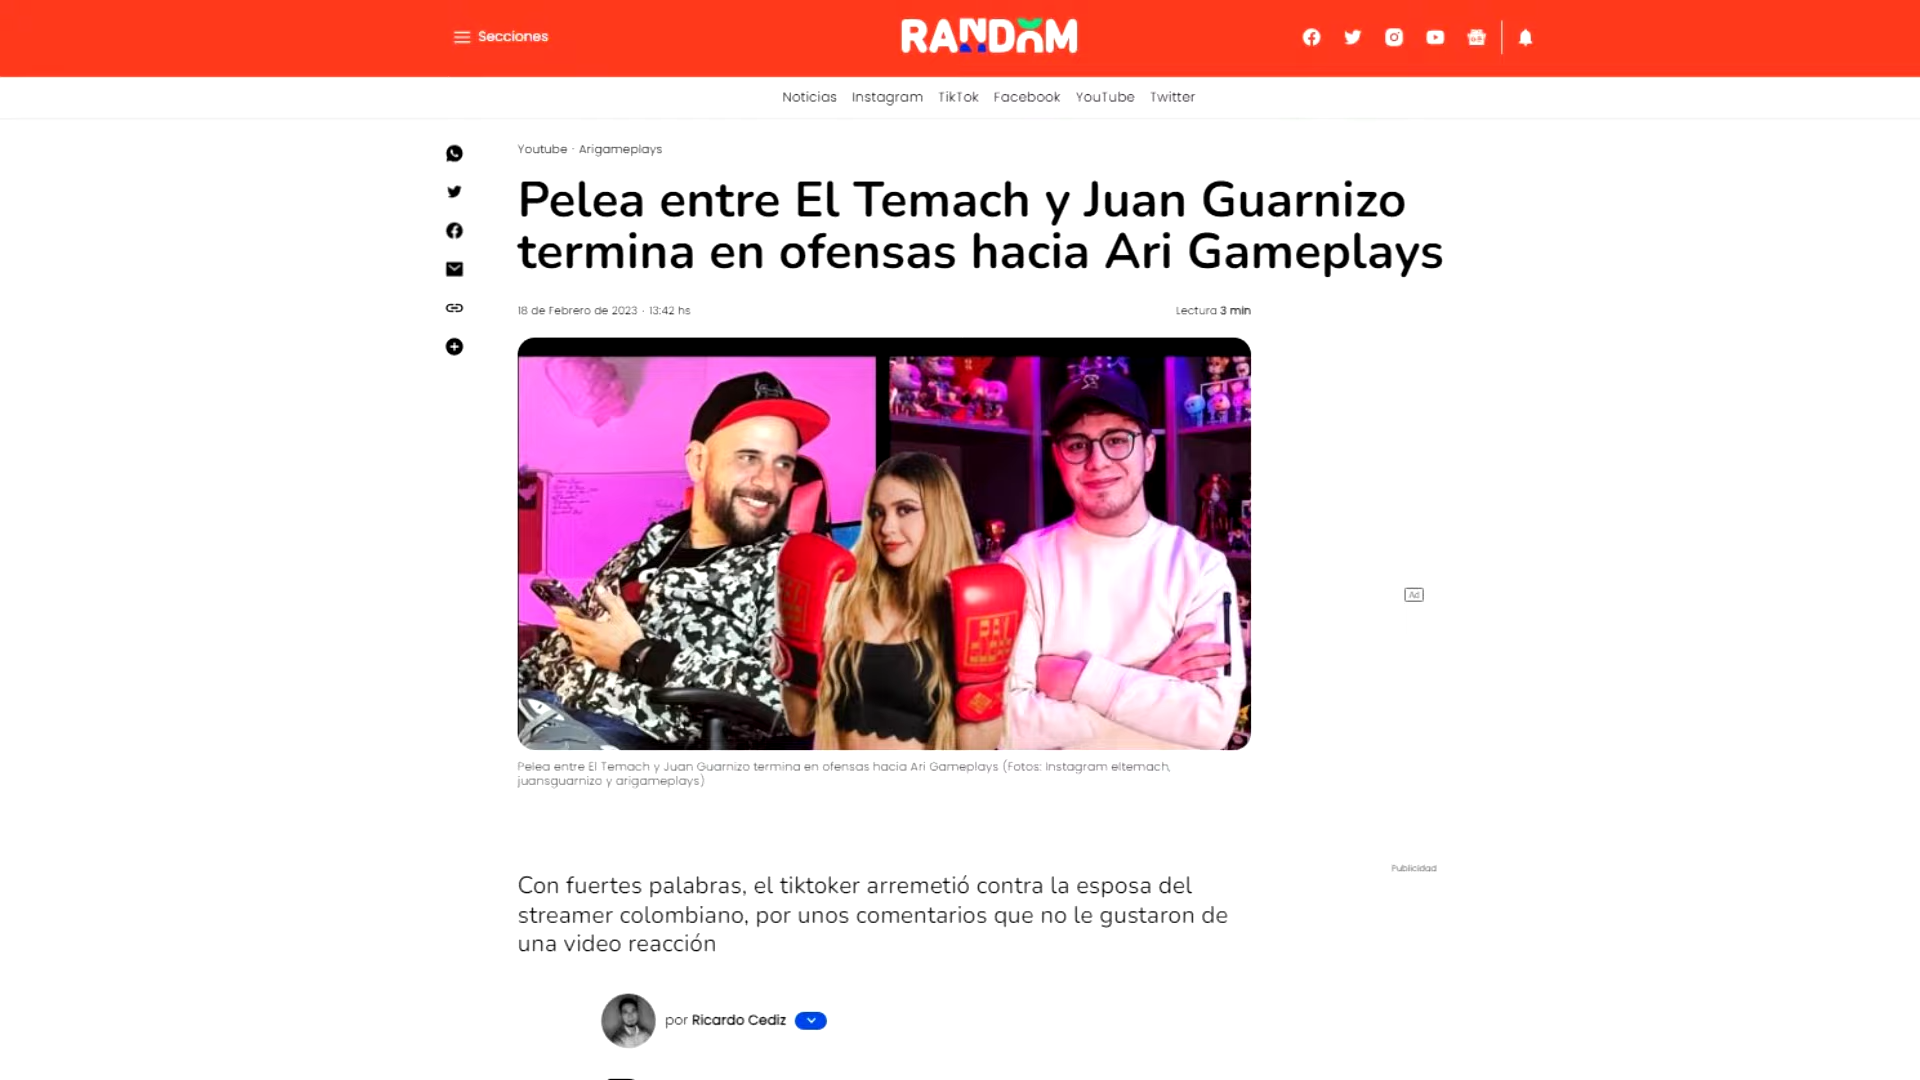 Secciones
RANDOM
Noticias Instagram TikTok Facebook YouTube Twitter
Youtube · Arigameplays
Pelea entre El Temach y Juan Guarnizo
termina en ofensas hacia Ari Gameplays
18 de Febrero de 2023 · 13:42 hs
Lectura 3 min
Ad
Pelea entre El Temach y Juan Guarnizo termina en ofensas hacia Ari Gameplays (Fotos: Instagram eltemach,
juansguarnizo y arigameplays)
Publicidad
Con fuertes palabras, el tiktoker arremetió contra la esposa del
streamer colombiano, por unos comentarios que no le gustaron de
una video reacción
por Ricardo Cediz